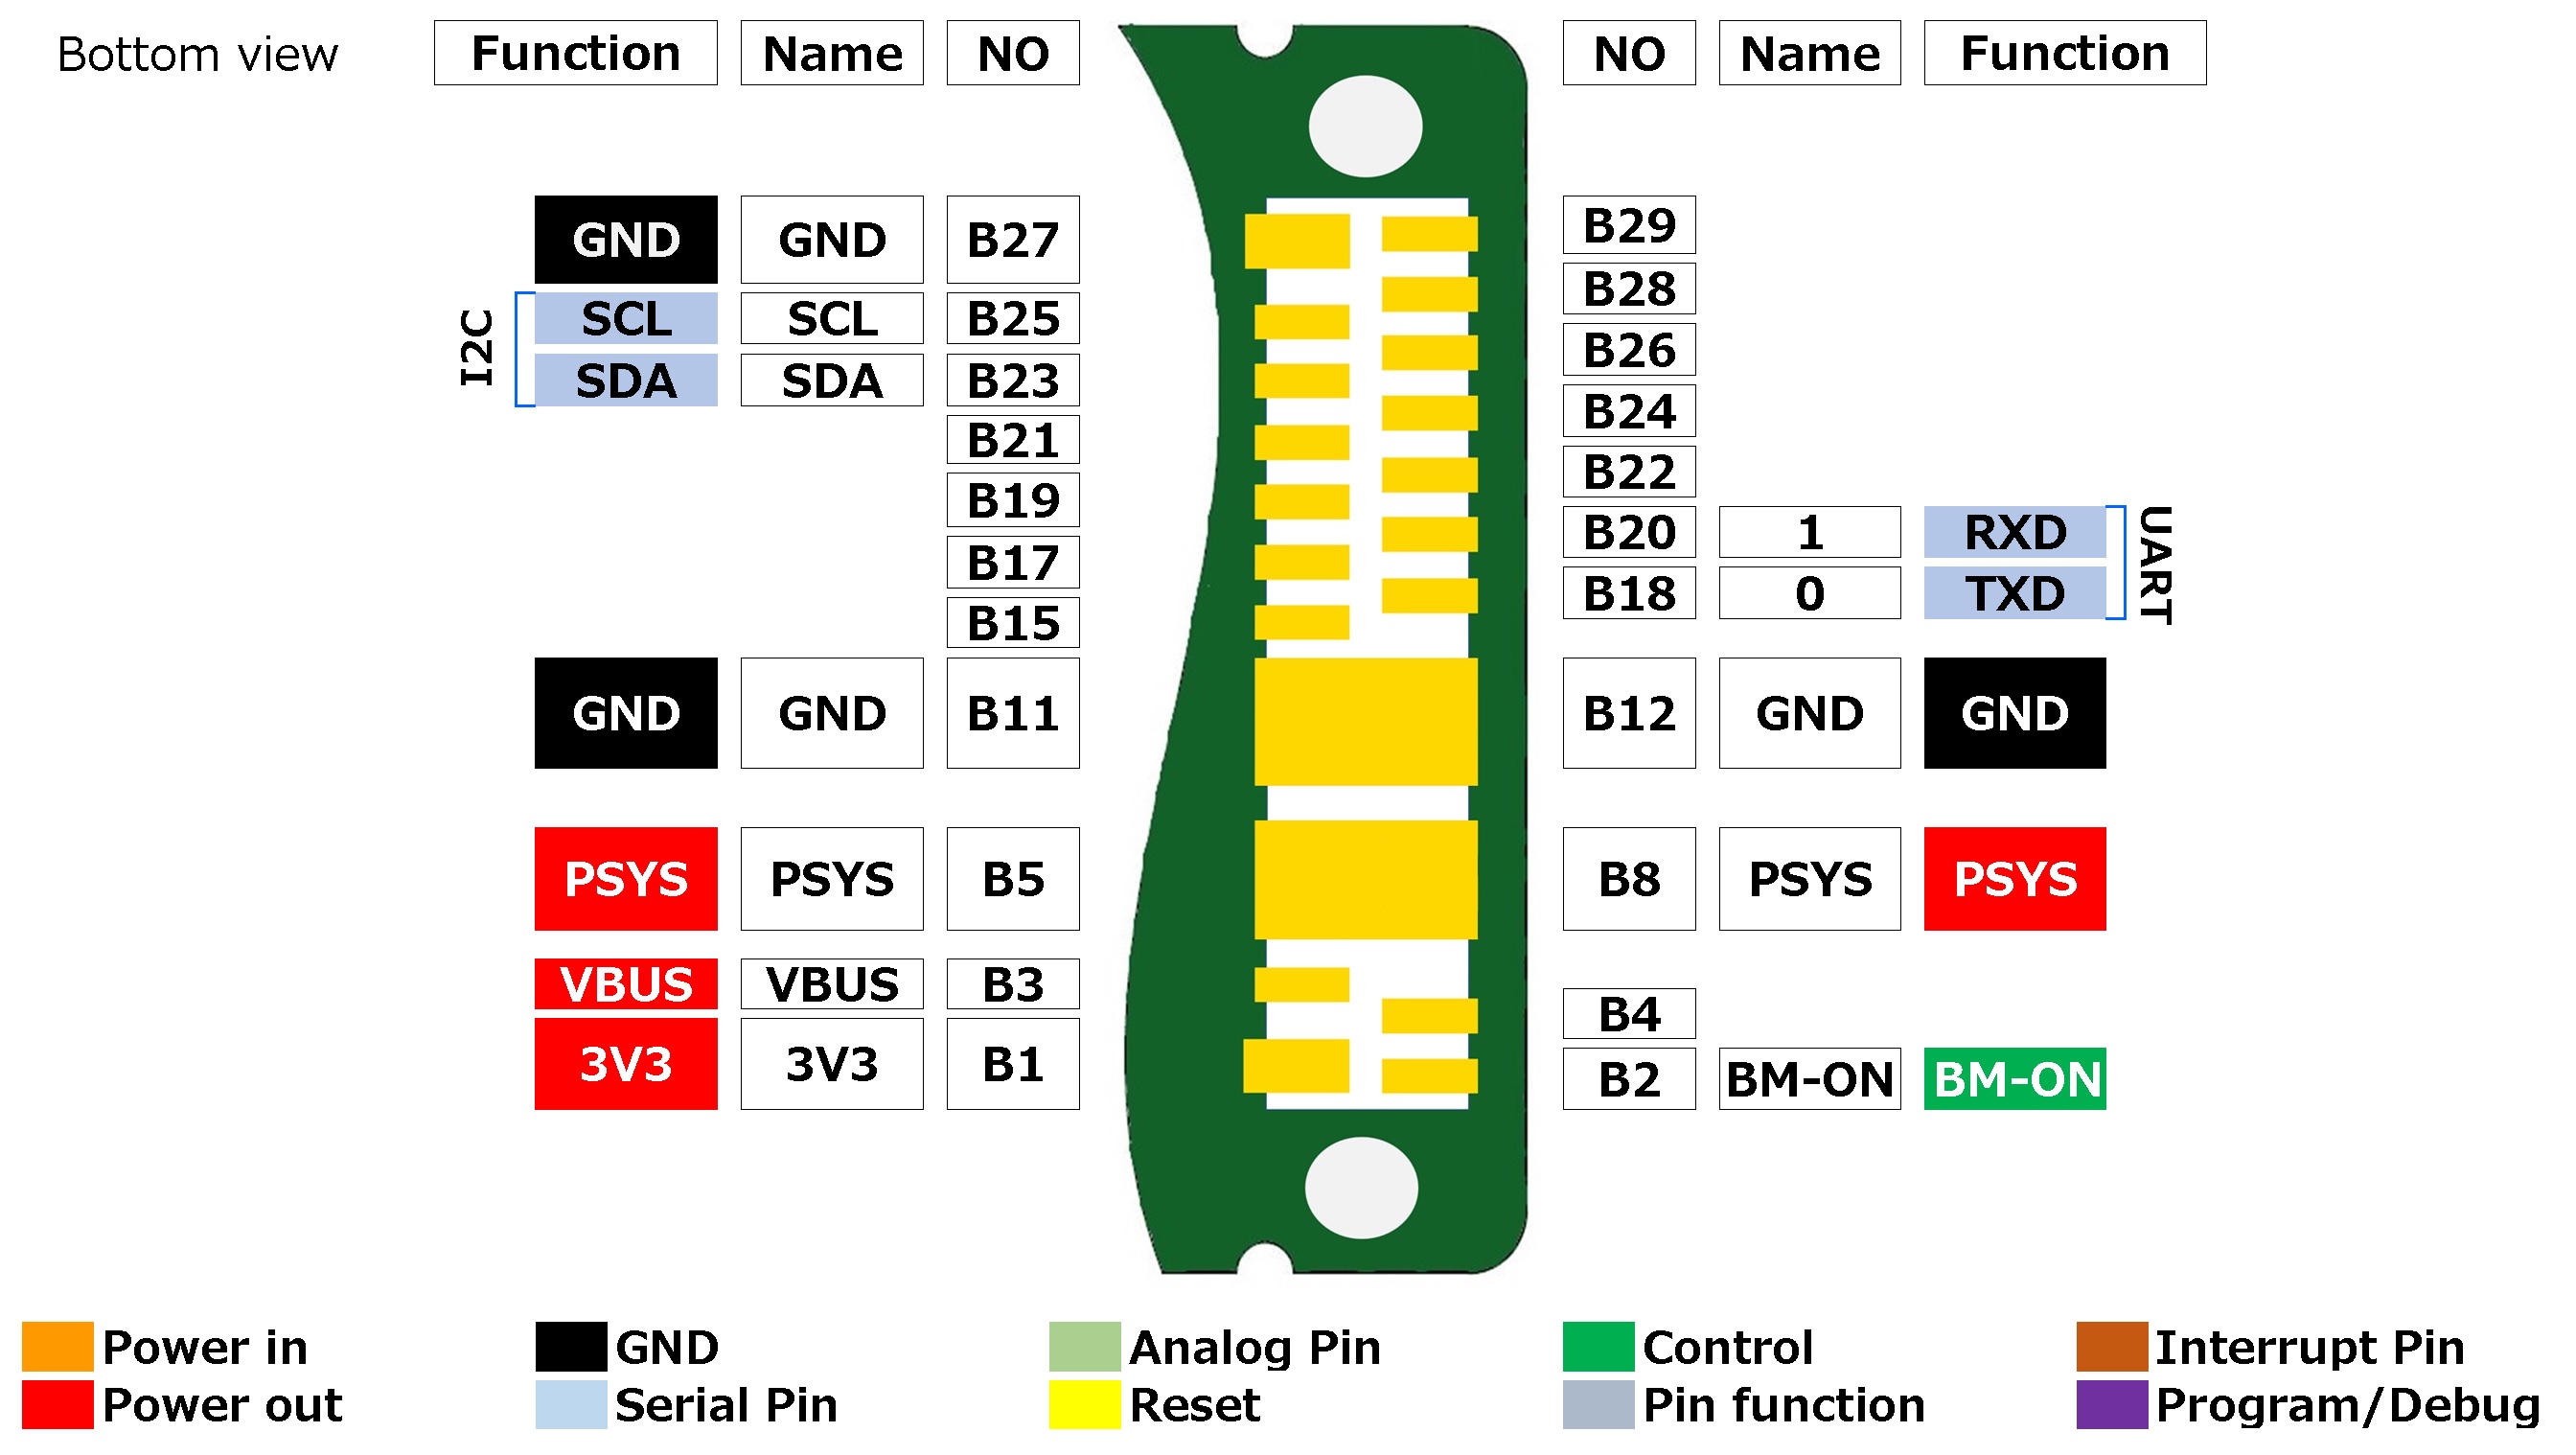 Bottom view
Function Name NO NO Name Function
GND GND B27
SCL SCL B25
SDA SDA B23
I2C
B21
B19
B17
B15
GND GND B11
PSYS PSYS B5
VBUS VBUS B3
3V3 3V3 B1
B29
B28
B26
B24
B22
B20 1 RXD
B18 0 TXD
UART
B12 GND GND
B8 PSYS PSYS
B4
B2 BM-ON BM-ON
Power in GND Analog Pin Control Interrupt Pin
Power out Serial Pin Reset Pin function Program/Debug